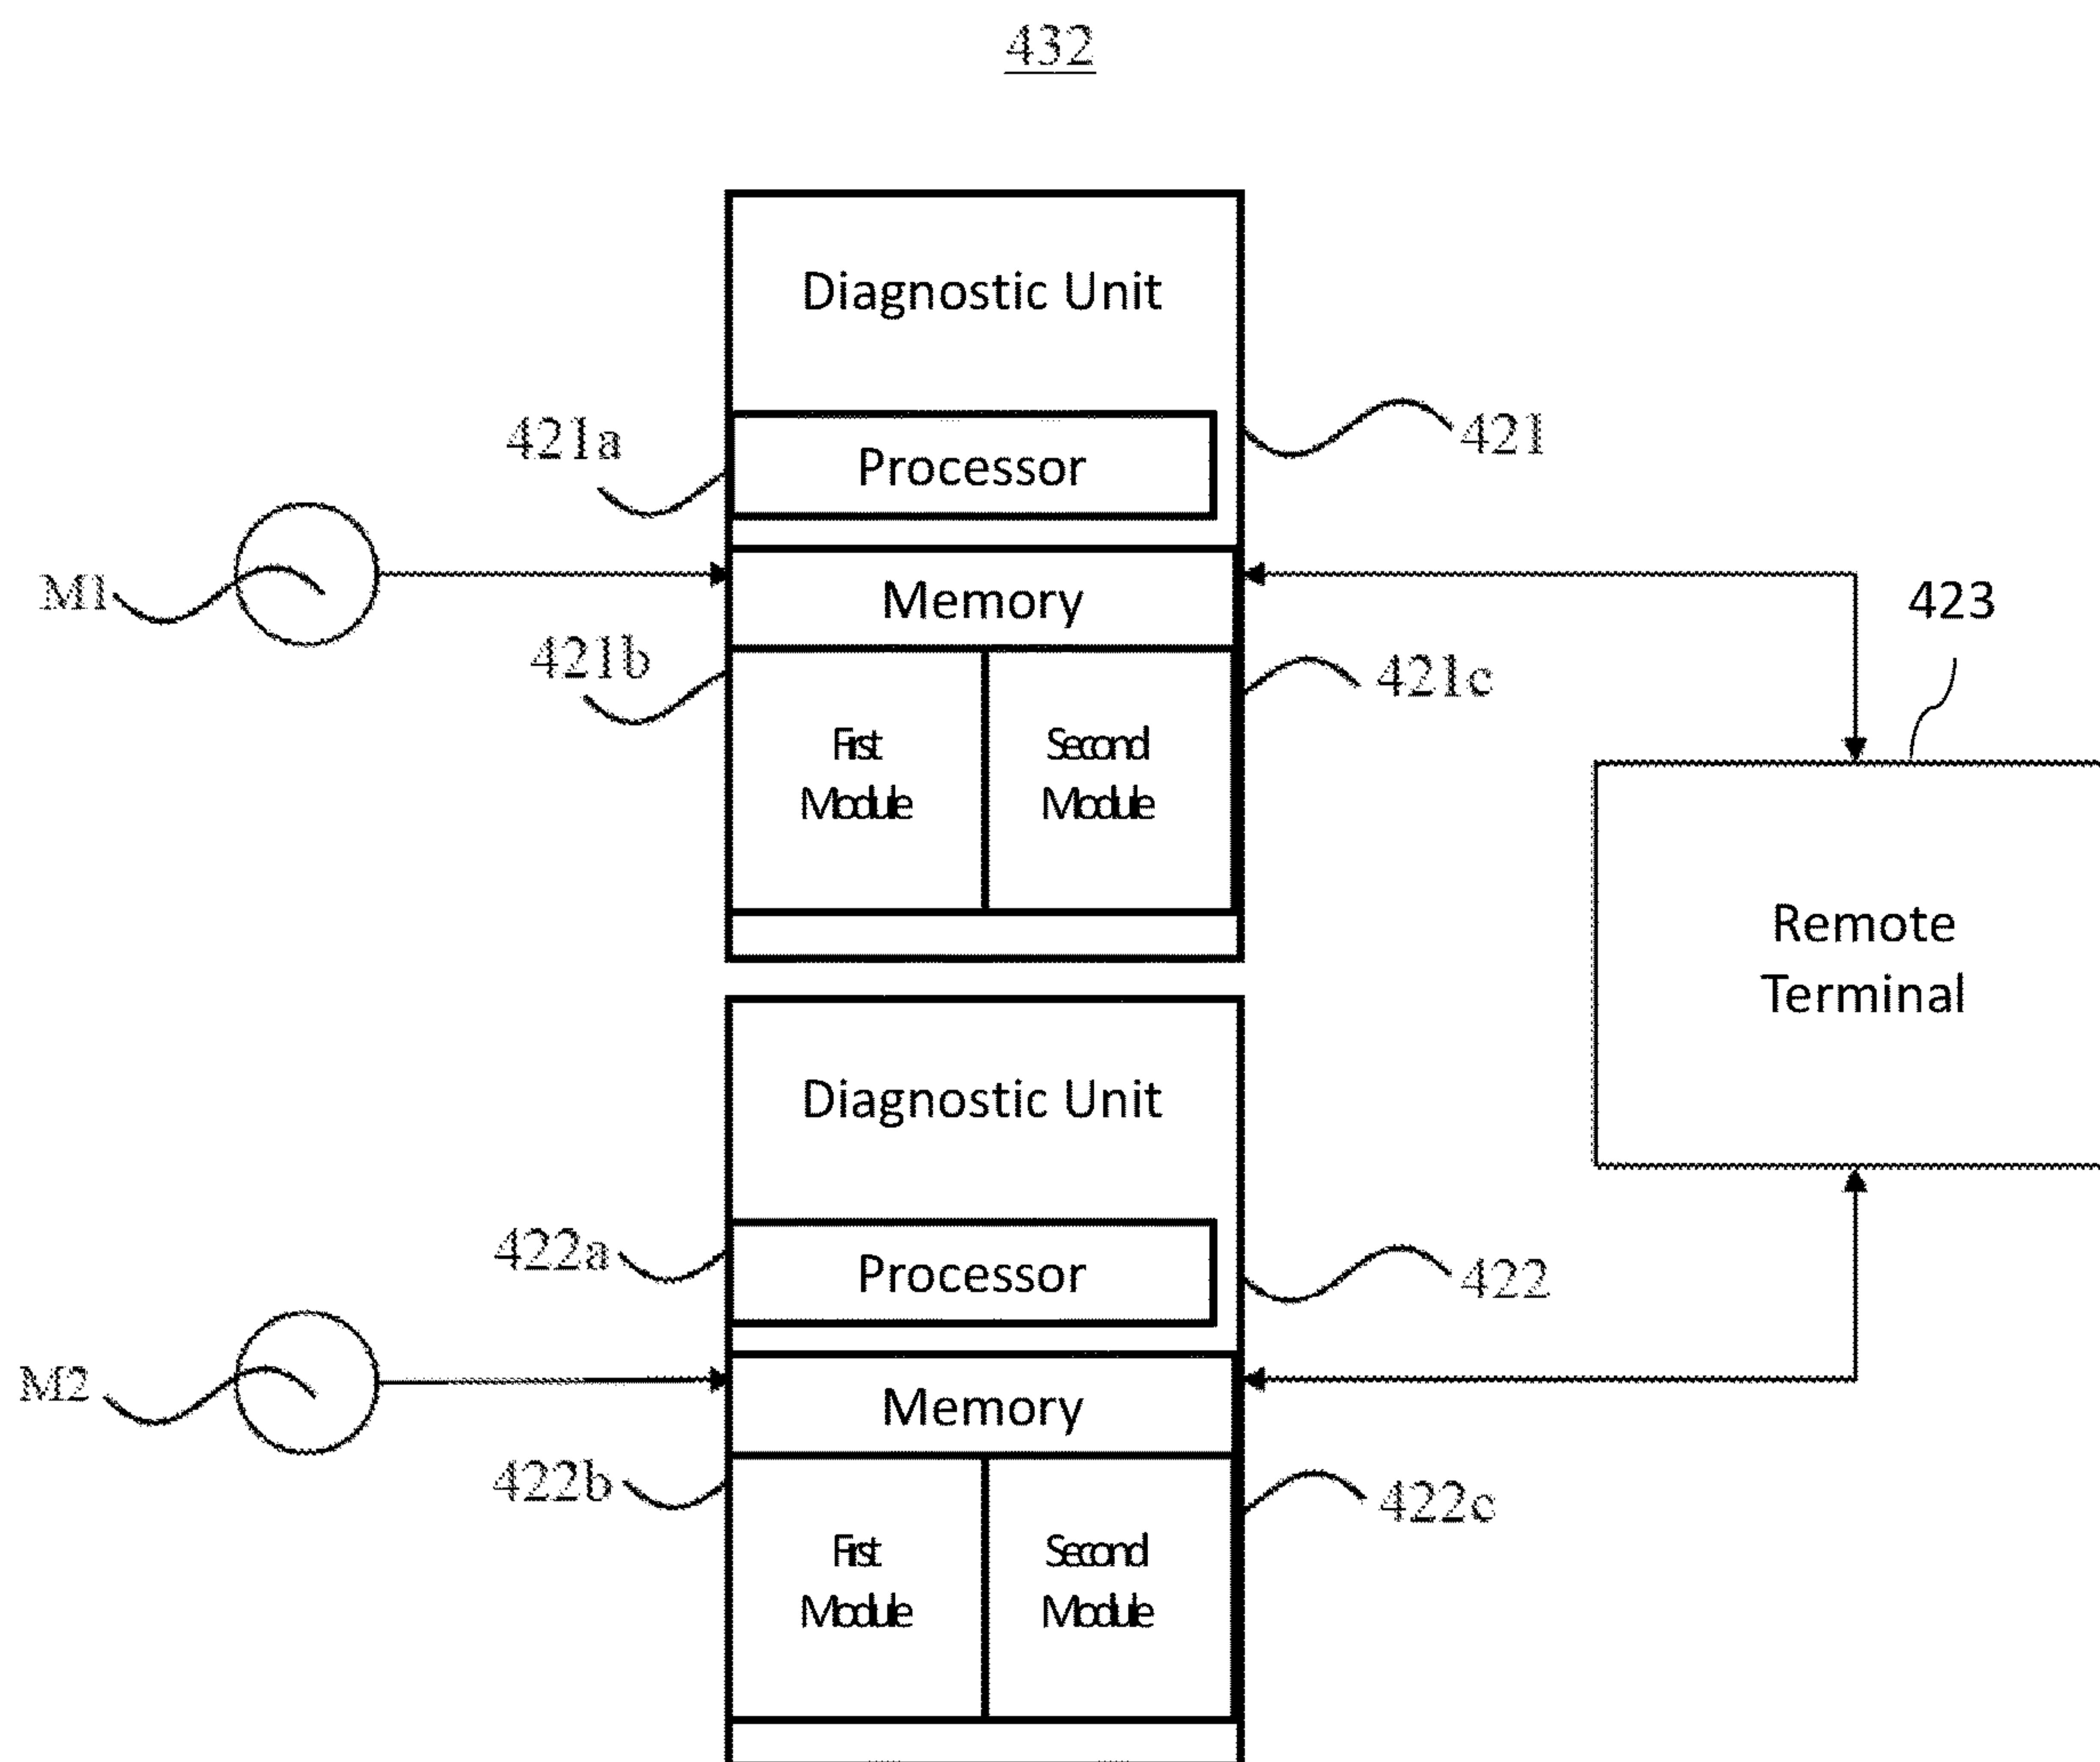 432
Diagnostic Unit
421a
421
Processor
M1
Memory
423
421b
421c
First
Module
Second
Module
Remote
Terminal
Diagnostic Unit
422a
422
Processor
M2
Memory
422b
422c
First
Module
Second
Module